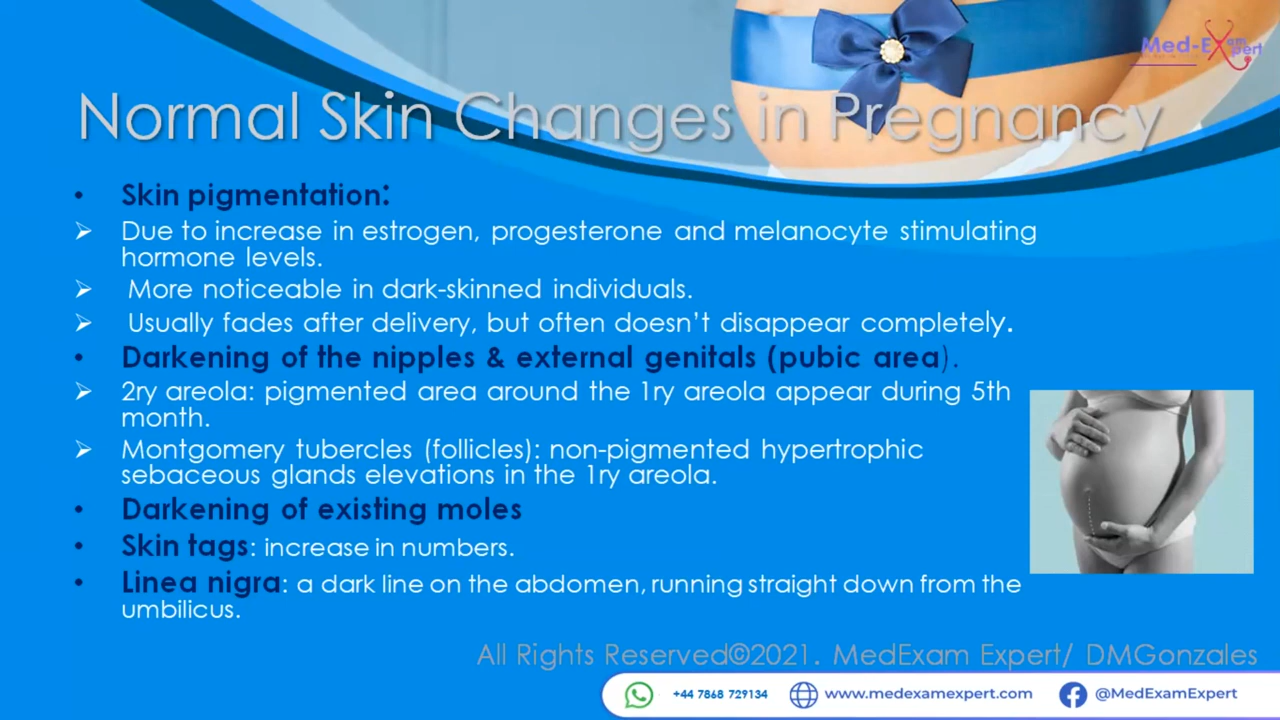 Med-Exam Expert
Normal Skin Changes in Pregnancy
• Skin pigmentation:
➢ Due to increase in estrogen, progesterone and melanocyte stimulating
hormone levels.
➢ More noticeable in dark-skinned individuals.
➢ Usually fades after delivery, but often doesn't disappear completely.
• Darkening of the nipples & external genitals (pubic area).
➢ 2ry areola: pigmented area around the 1ry areola appear during 5th
month.
➢ Montgomery tubercles (follicles): non-pigmented hypertrophic
sebaceous glands elevations in the 1ry areola.
• Darkening of existing moles
• Skin tags: increase in numbers.
• Linea nigra: a dark line on the abdomen, running straight down from the
umbilicus.
All Rights Reserved©2021. MedExam Expert/ DMGonzales
+44 7868 729134 www.medexamexpert.com @MedExamExpert